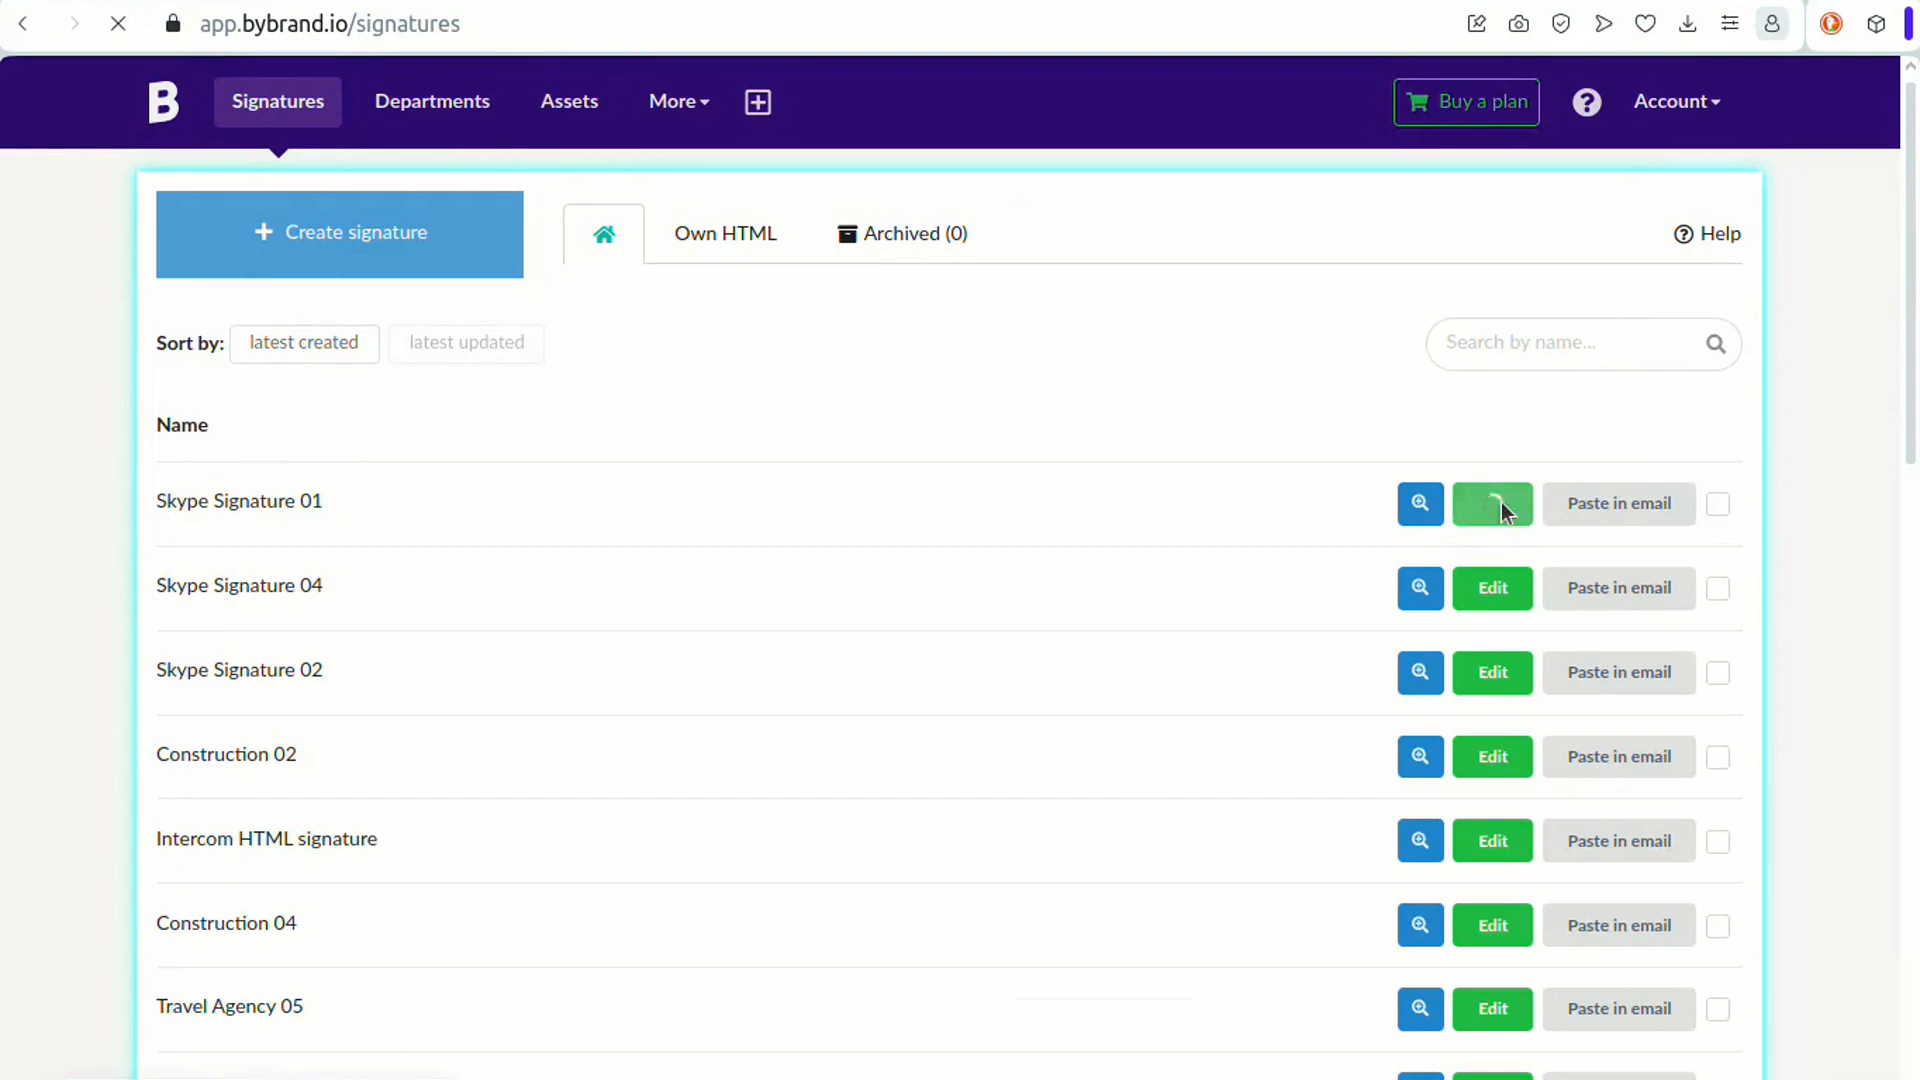 app.bybrand.io/signatures
B Signatures Departments Assets More Buy a plan ? Account
+ Create signature Own HTML Archived (0) ? Help
Sort by: latest created latest updated Search by name...
Name
Skype Signature 01 Paste in email
Skype Signature 04 Edit Paste in email
Skype Signature 02 Edit Paste in email
Construction 02 Edit Paste in email
Intercom HTML signature Edit Paste in email
Construction 04 Edit Paste in email
Travel Agency 05 Edit Paste in email